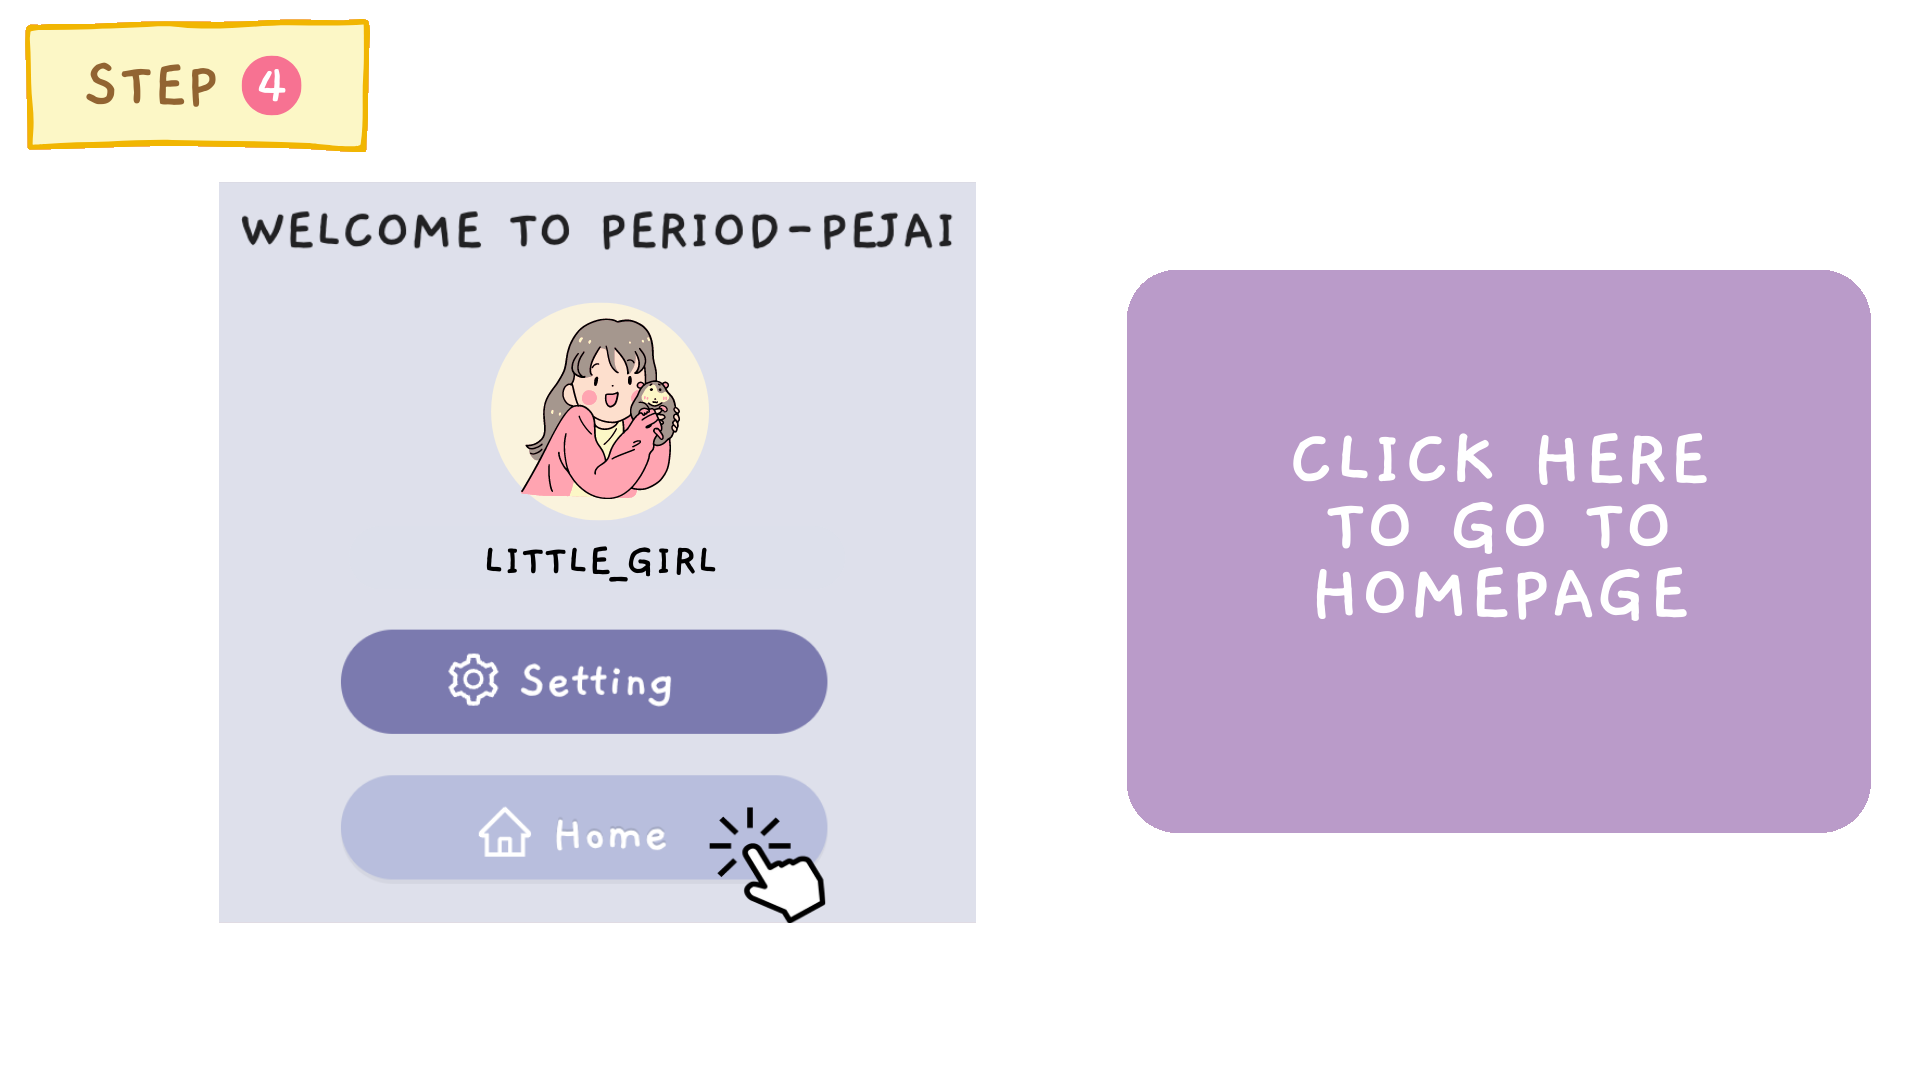 STEP 4
WELCOME TO PERIOD-PEJAI
LITTLE_GIRL
Setting
Home
CLICK HERE
TO GO TO
HOMEPAGE